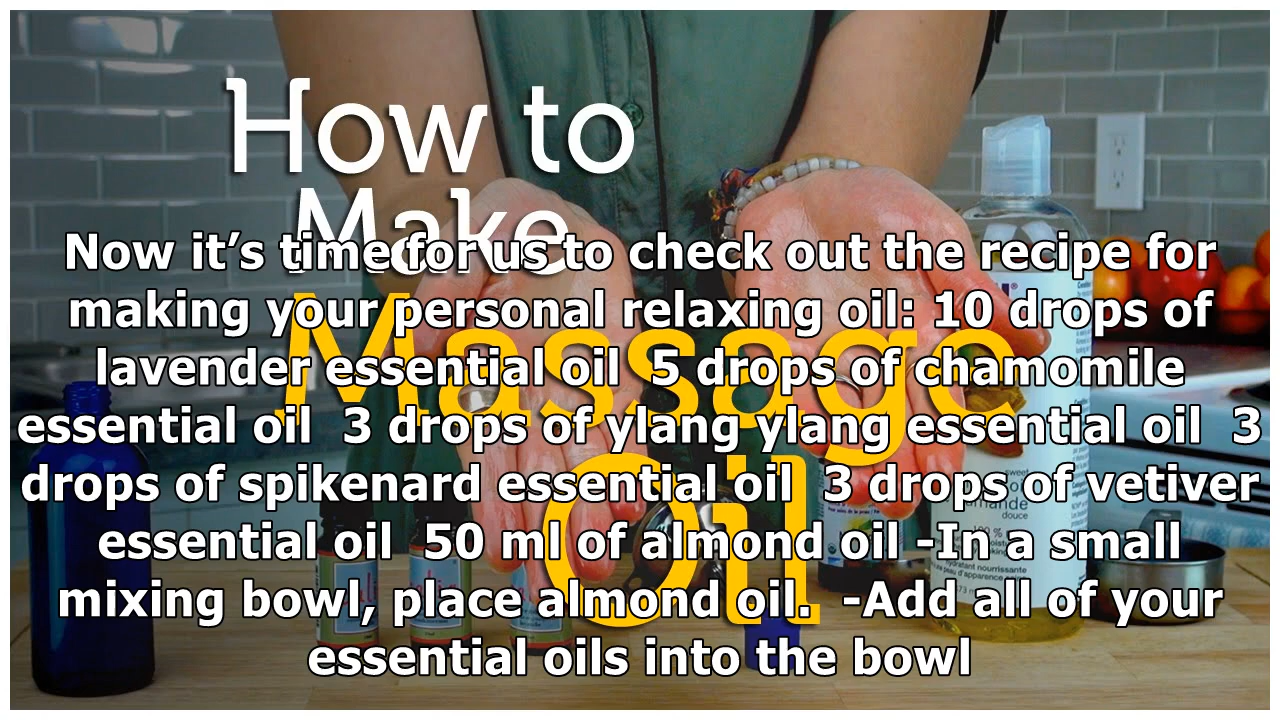 How to
Make
Massage
Oil
Now it’s time for us to check out the recipe for
making your personal relaxing oil: 10 drops of
lavender essential oil  5 drops of chamomile
essential oil  3 drops of ylang ylang essential oil  3
drops of spikenard essential oil  3 drops of vetiver
essential oil  50 ml of almond oil -In a small
mixing bowl, place almond oil.  -Add all of your
essential oils into the bowl
sweet
douce